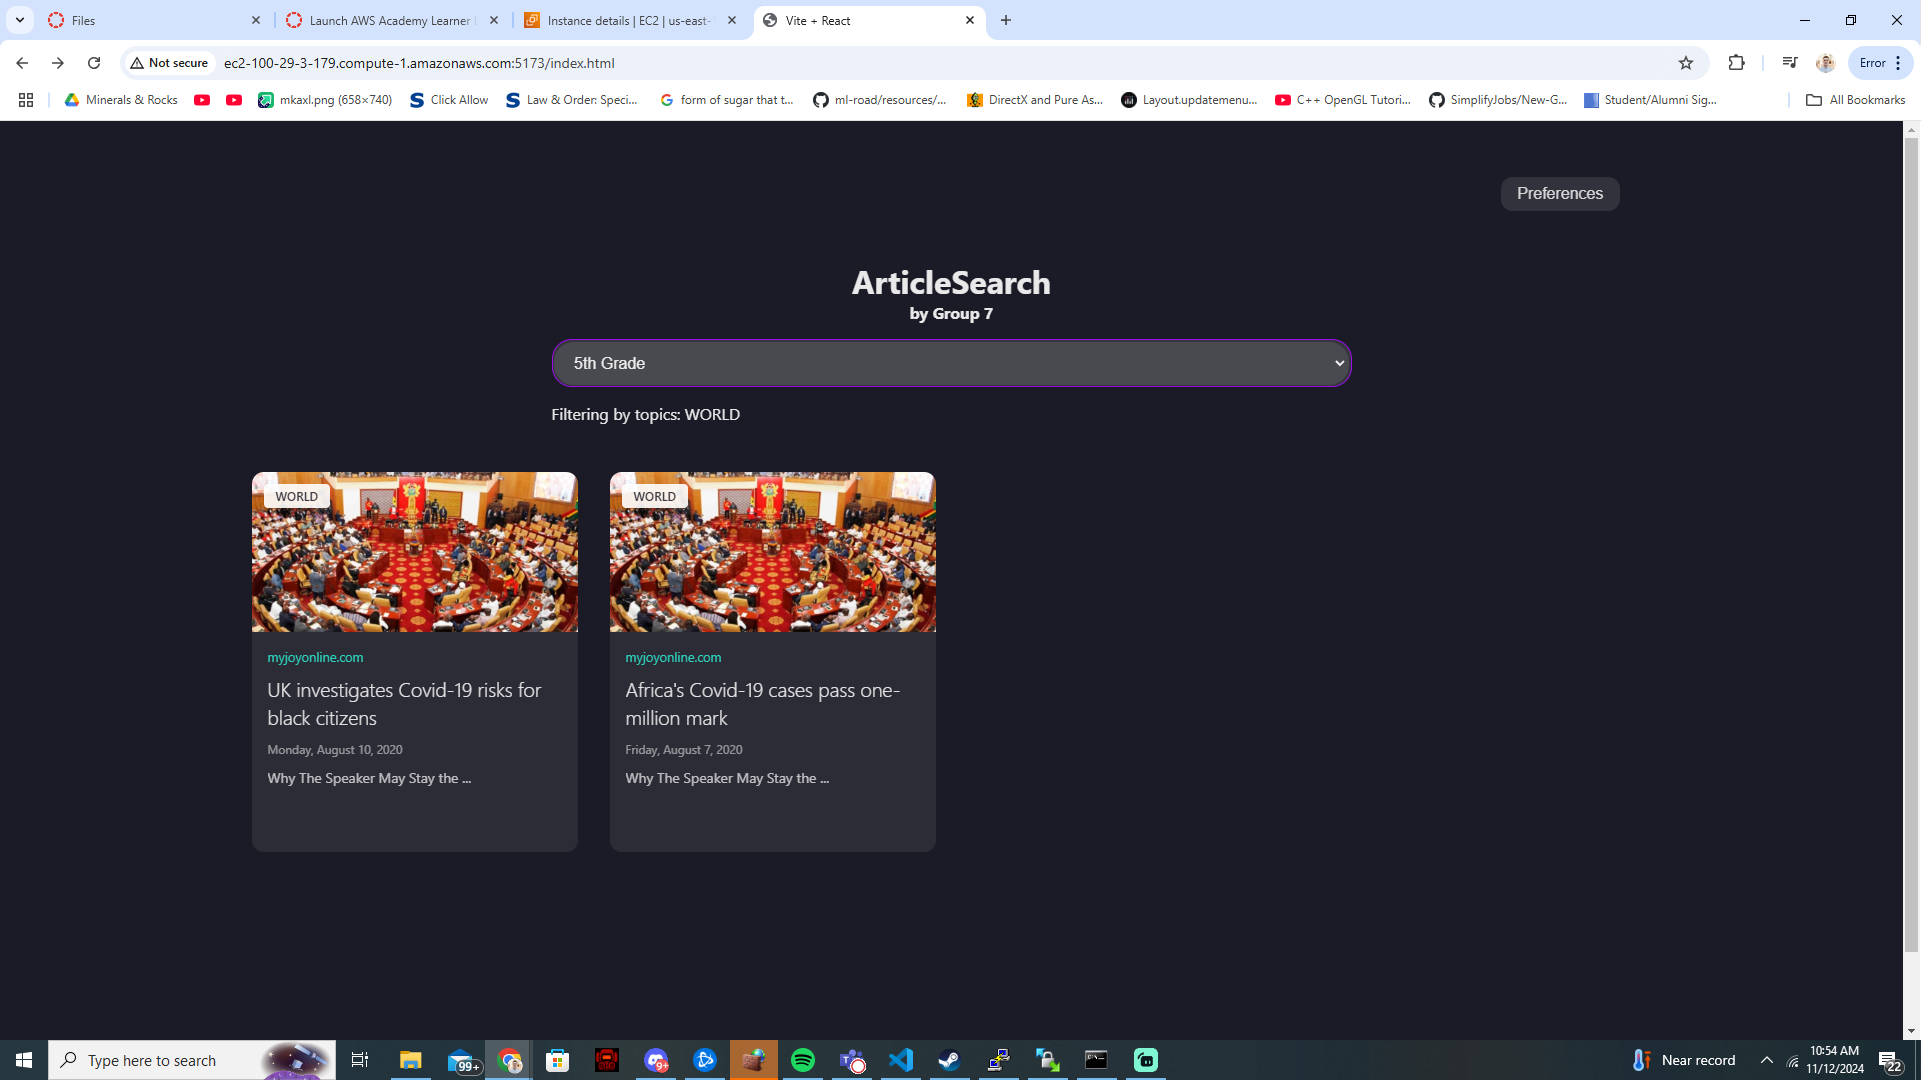 Files
Launch AWS Academy Learner
Instance details | EC2 | us-east-
Vite + React
Not secure
ec2-100-29-3-179.compute-1.amazonaws.com:5173/index.html
Error
Minerals & Rocks
mkaxl.png (658×740)
Click Allow
Law & Order: Speci...
form of sugar that t...
ml-road/resources/...
DirectX and Pure As...
Layout.updatemenu...
C++ OpenGL Tutori...
SimplifyJobs/New-G...
Student/Alumni Sig...
All Bookmarks
Preferences
ArticleSearch
by Group 7
5th Grade
Filtering by topics: WORLD
WORLD
myjoyonline.com
UK investigates Covid-19 risks for
black citizens
Monday, August 10, 2020
Why The Speaker May Stay the ...
WORLD
myjoyonline.com
Africa's Covid-19 cases pass one-
million mark
Friday, August 7, 2020
Why The Speaker May Stay the ...
Type here to search
99+
9+
Near record
10:54 AM
11/12/2024
22